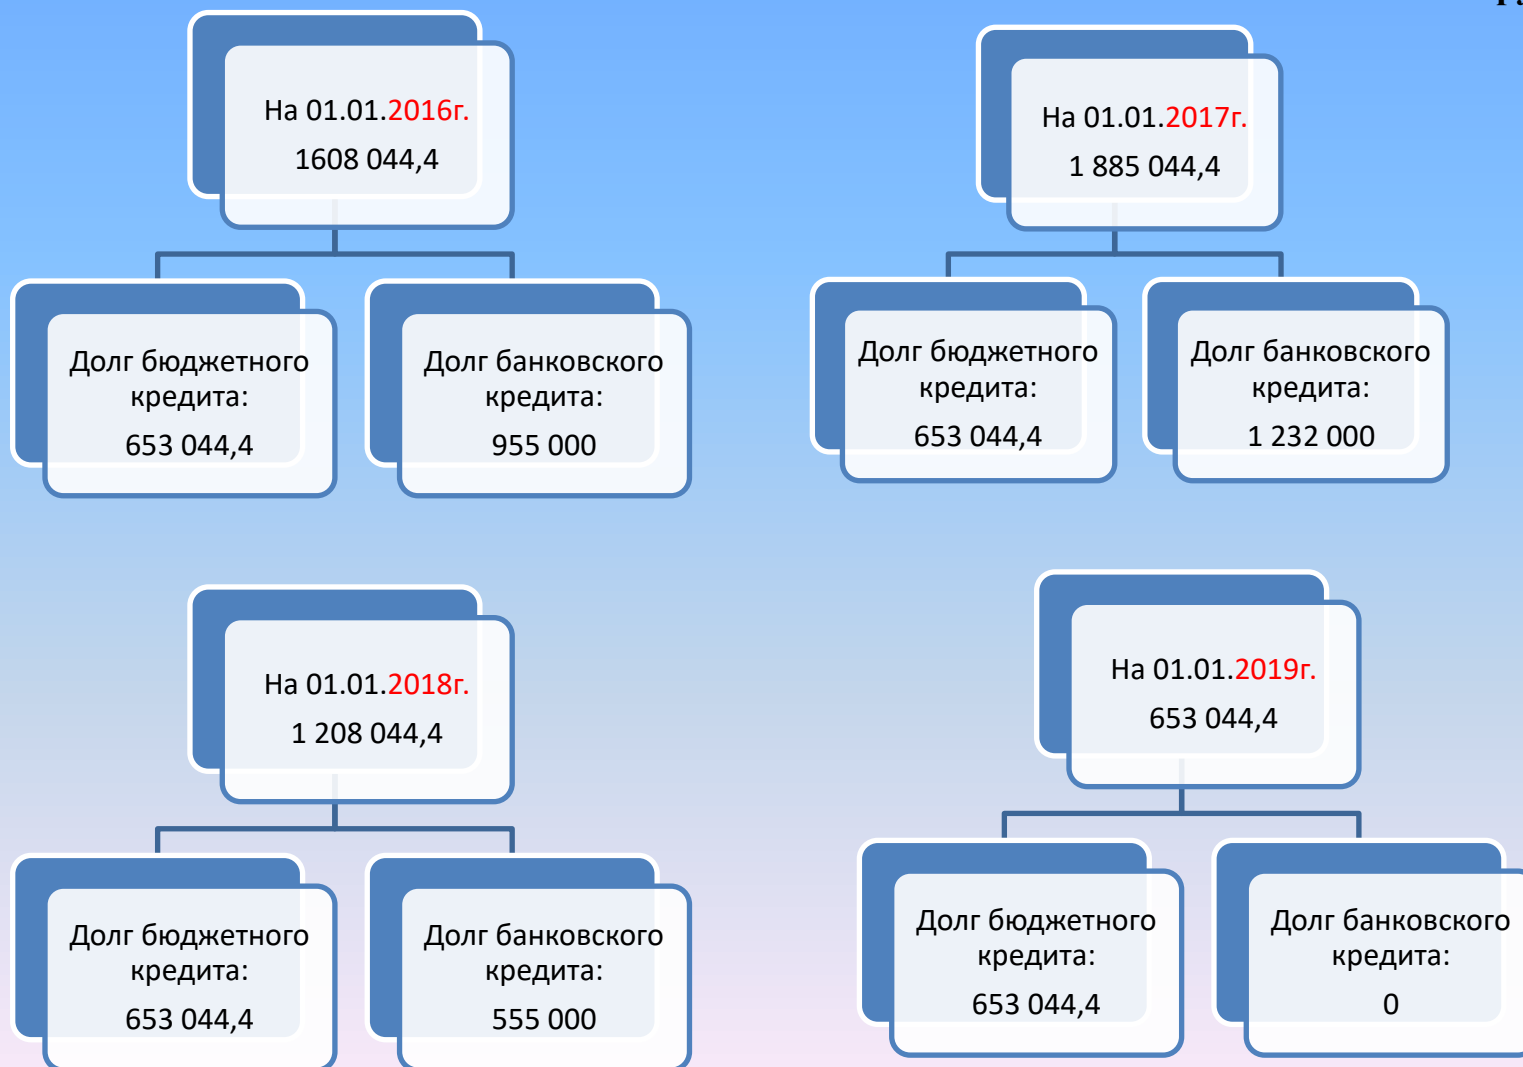 На 01.01.2016г.
1608 044,4
Долг бюджетного
кредита:
653 044,4
Долг банковского
кредита:
955 000
На 01.01.2017г.
1 885 044,4
Долг бюджетного
кредита:
653 044,4
Долг банковского
кредита:
1 232 000
На 01.01.2018г.
1 208 044,4
Долг бюджетного
кредита:
653 044,4
Долг банковского
кредита:
555 000
На 01.01.2019г.
653 044,4
Долг бюджетного
кредита:
653 044,4
Долг банковского
кредита:
0